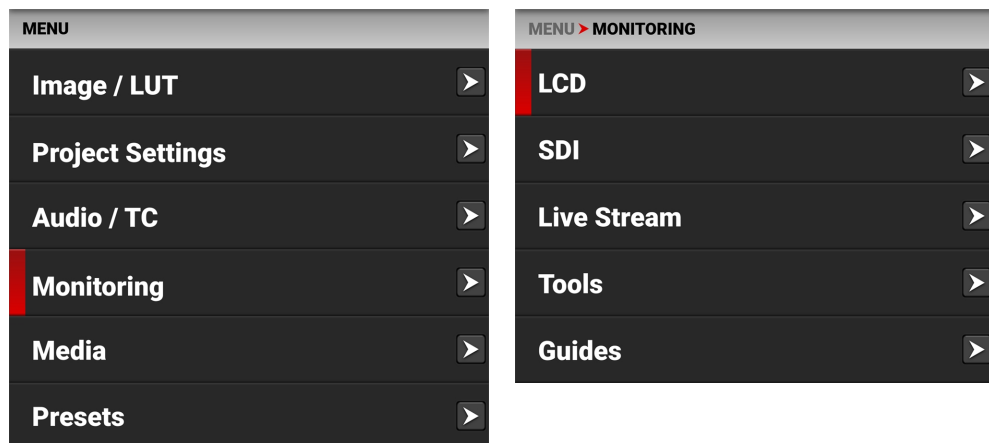 MENU
Image / LUT
Project Settings
Audio / TC
Monitoring
Media
Presets
MENU MONITORING
LCD
SDI
Live Stream
Tools
Guides